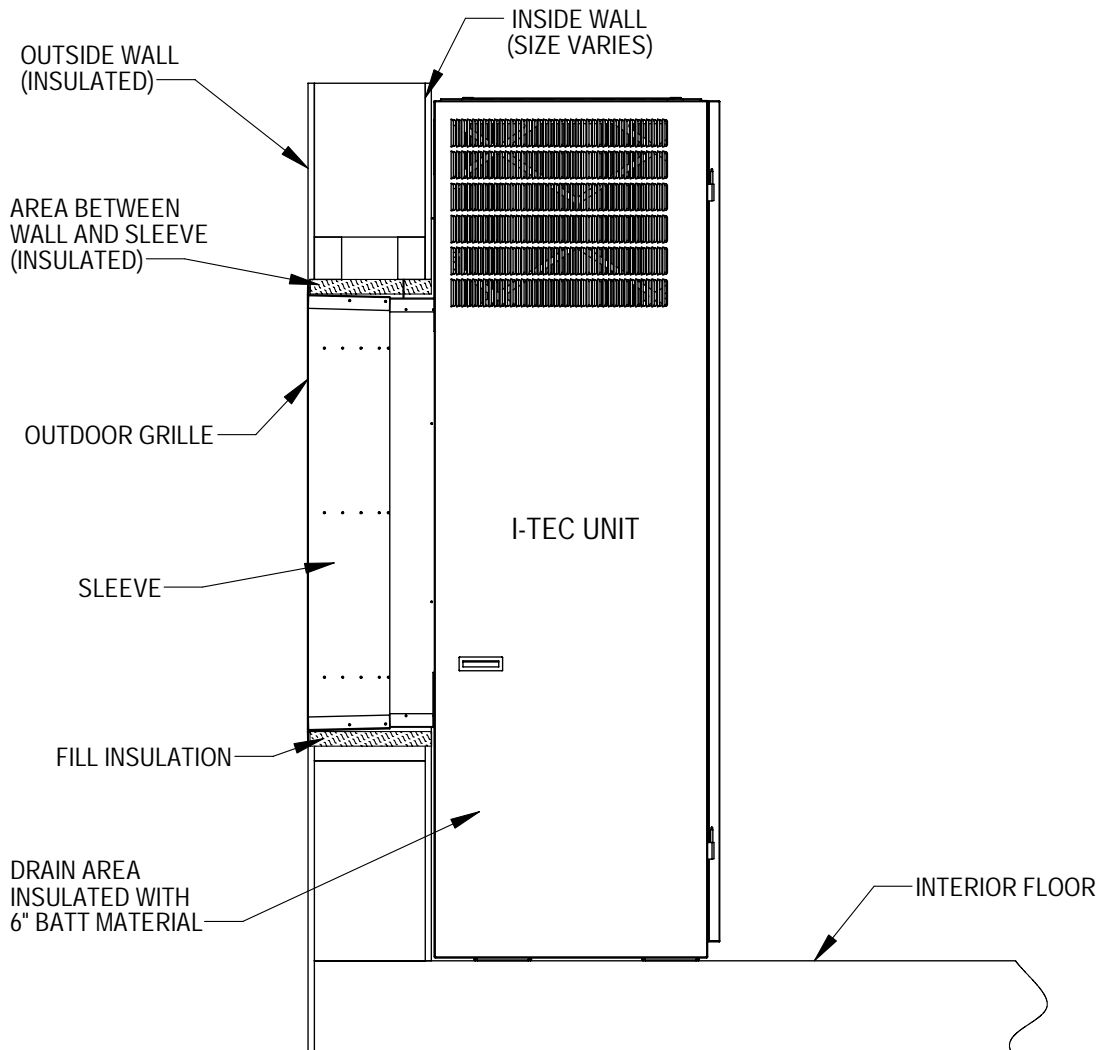 INSIDE WALL
(SIZE VARIES)
OUTSIDE WALL
(INSULATED)
AREA BETWEEN
WALL AND SLEEVE
(INSULATED)
OUTDOOR GRILLE
I-TEC UNIT
SLEEVE
FILL INSULATION
DRAIN AREA
INSULATED WITH
6" BATT MATERIAL
INTERIOR FLOOR